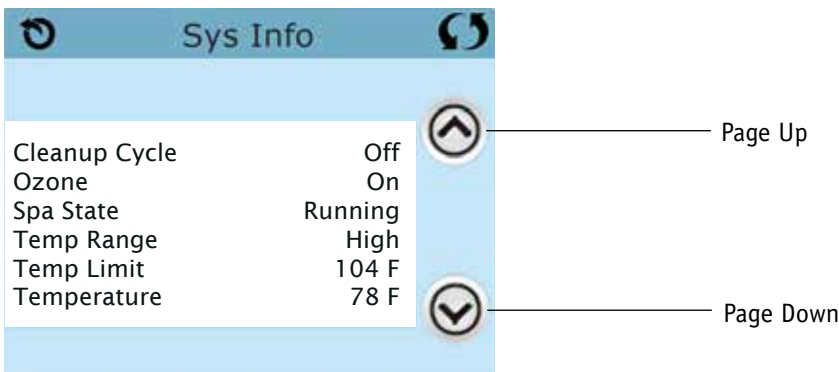 Sys Info
Cleanup Cycle Off
Ozone On
Spa State Running
Temp Range High
Temp Limit 104 F
Temperature 78 F
Page Up
Page Down